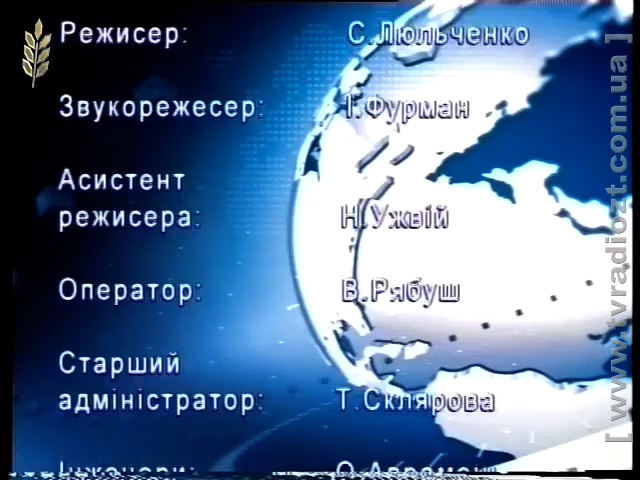 Режисер: С.Люльченко
Звукорежесер: І.Фурман
Асистент
режисера: Н.Ужвій
Оператор: В.Рябуш
Старший
адміністратор: Т.Склярова
[ www.tvradiozt.com.ua ]